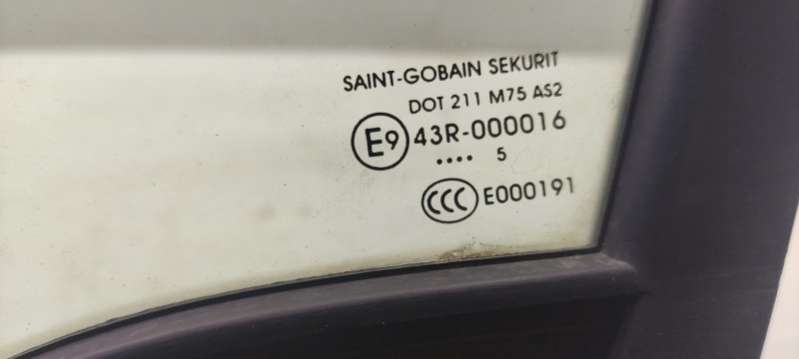 SAINT-GOBAIN SEKURIT
DOT 211 M75 AS2
E9 43R-000016
.... 5
CCC E000191